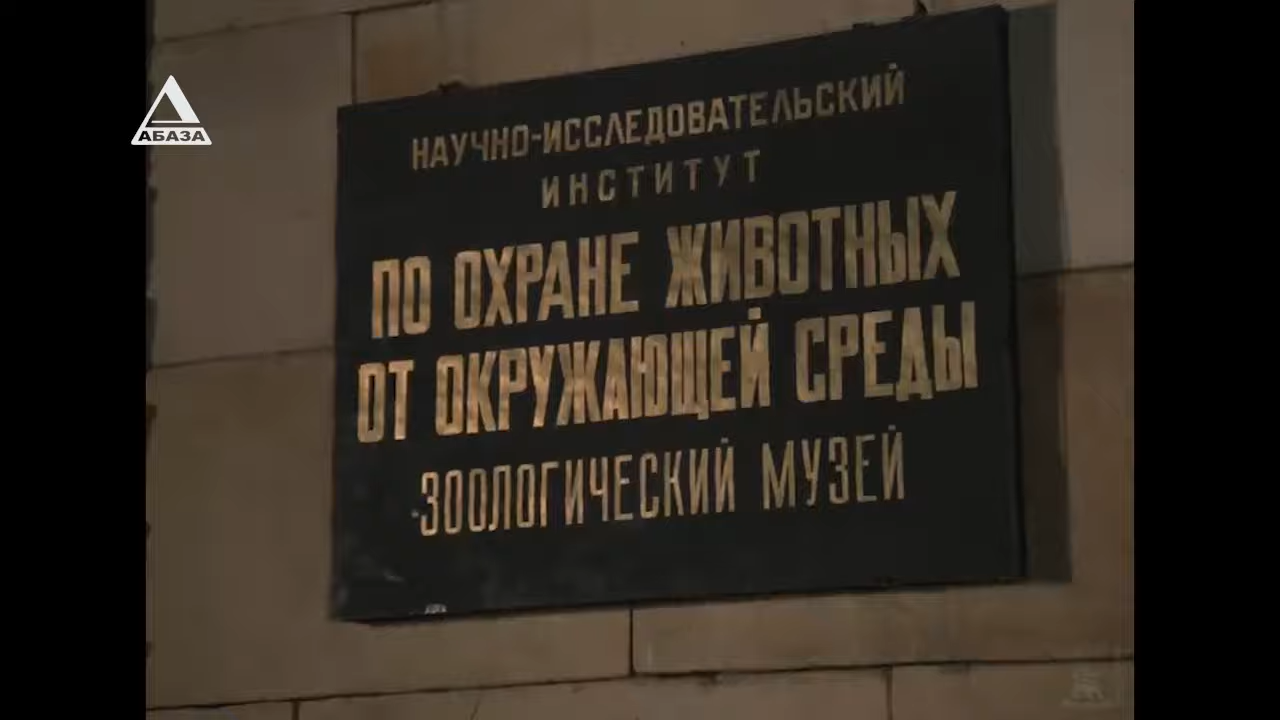 АБАЗА
НАУЧНО-ИССЛЕДОВАТЕЛЬСКИЙ
ИНСТИТУТ
ПО ОХРАНЕ ЖИВОТНЫХ
ОТ ОКРУЖАЮЩЕЙ СРЕДЫ
ЗООЛОГИЧЕСКИЙ МУЗЕЙ